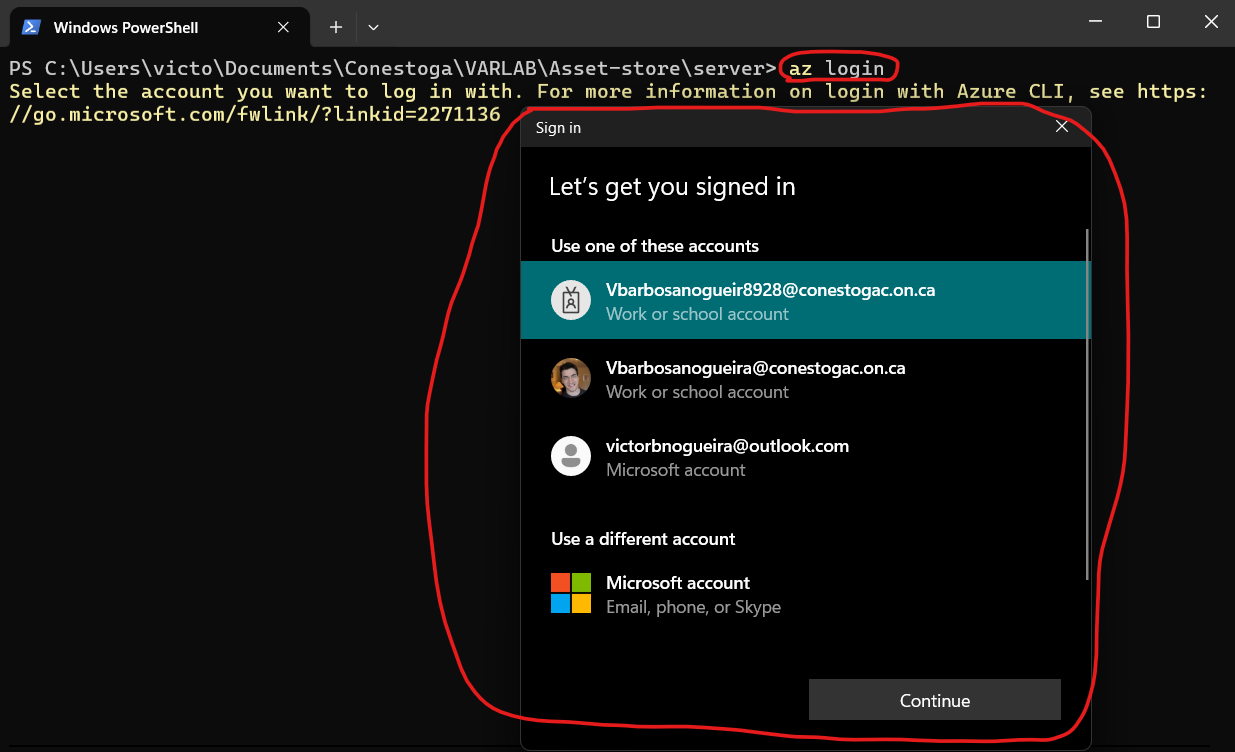 Windows PowerShell
PS C:\Users\victo\Documents\Conestoga\VARLAB\Asset-store\server> az login
Select the account you want to log in with. For more information on login with Azure CLI, see https:
//go.microsoft.com/fwlink/?linkid=2271136
Sign in
Let's get you signed in
Use one of these accounts
Vbarbosanogueir8928@conestogac.on.ca
Work or school account
Vbarbosanogueira@conestogac.on.ca
Work or school account
victorbnogueira@outlook.com
Microsoft account
Use a different account
Microsoft account
Email, phone, or Skype
Continue